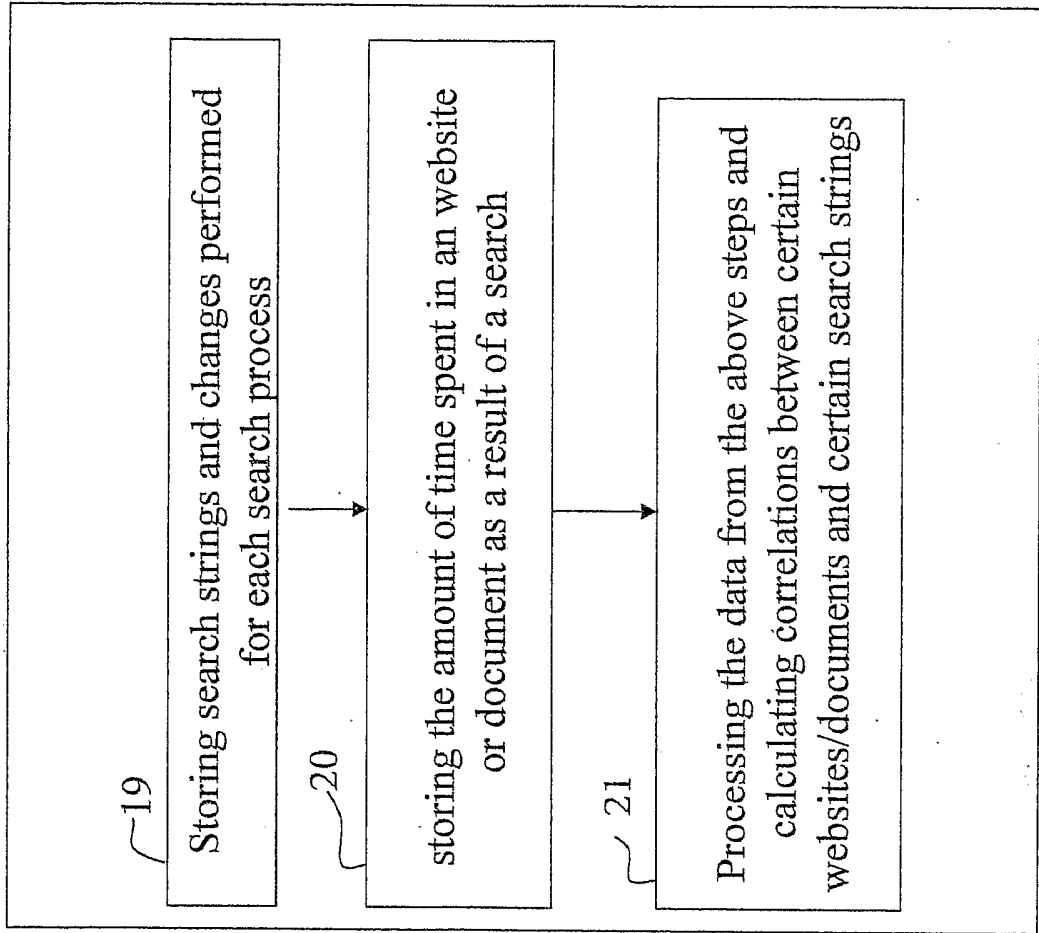 19
Storing search strings and changes performed
for each search process
20
storing the amount of time spent in an website
or document as a result of a search
21
Processing the data from the above steps and
calculating correlations between certain
websites/documents and certain search strings